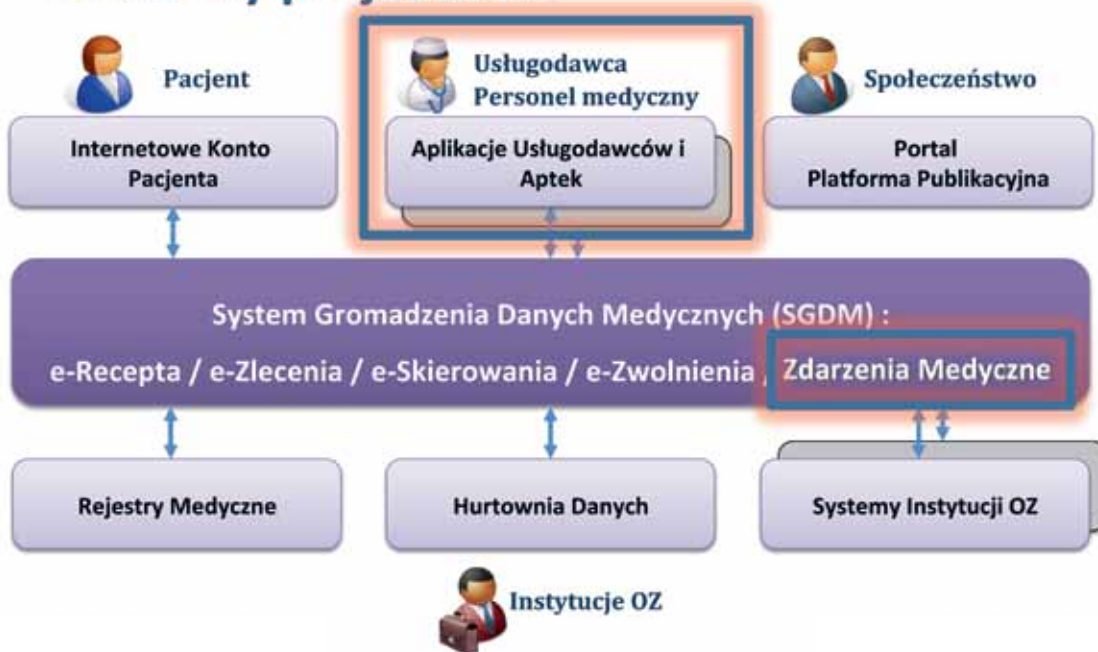 Pacjent
Usługodawca
Personel medyczny
Społeczeństwo
Internetowe Konto
Pacjenta
Aplikacje Usługodawców i
Aptek
Portal
Platforma Publikacyjna
System Gromadzenia Danych Medycznych (SGDM) :
e-Recepta / e-Zlecenia / e-Skierowania / e-Zwolnienia / Zdarzenia Medyczne
Rejestry Medyczne
Hurtownia Danych
Systemy Instytucji OZ
Instytucje OZ